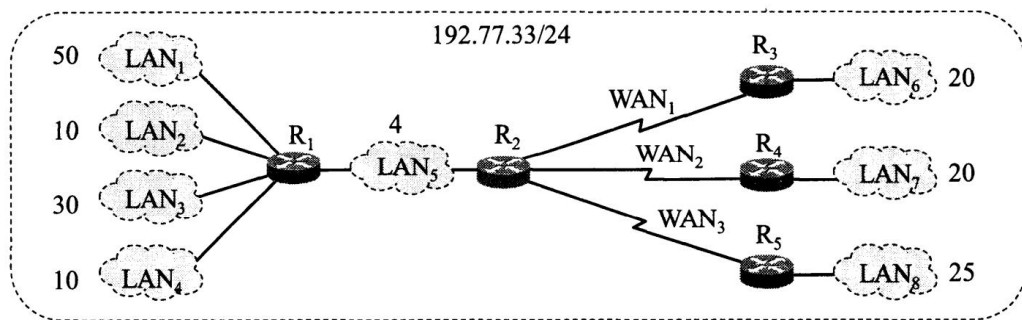 192.77.33/24
50
LAN₁
10
LAN₂
30
LAN₃
10
LAN₄
R₁
4
LAN₅
R₂
WAN₁
WAN₂
WAN₃
R₃
LAN₆
20
R₄
LAN₇
20
R₅
LAN₈
25